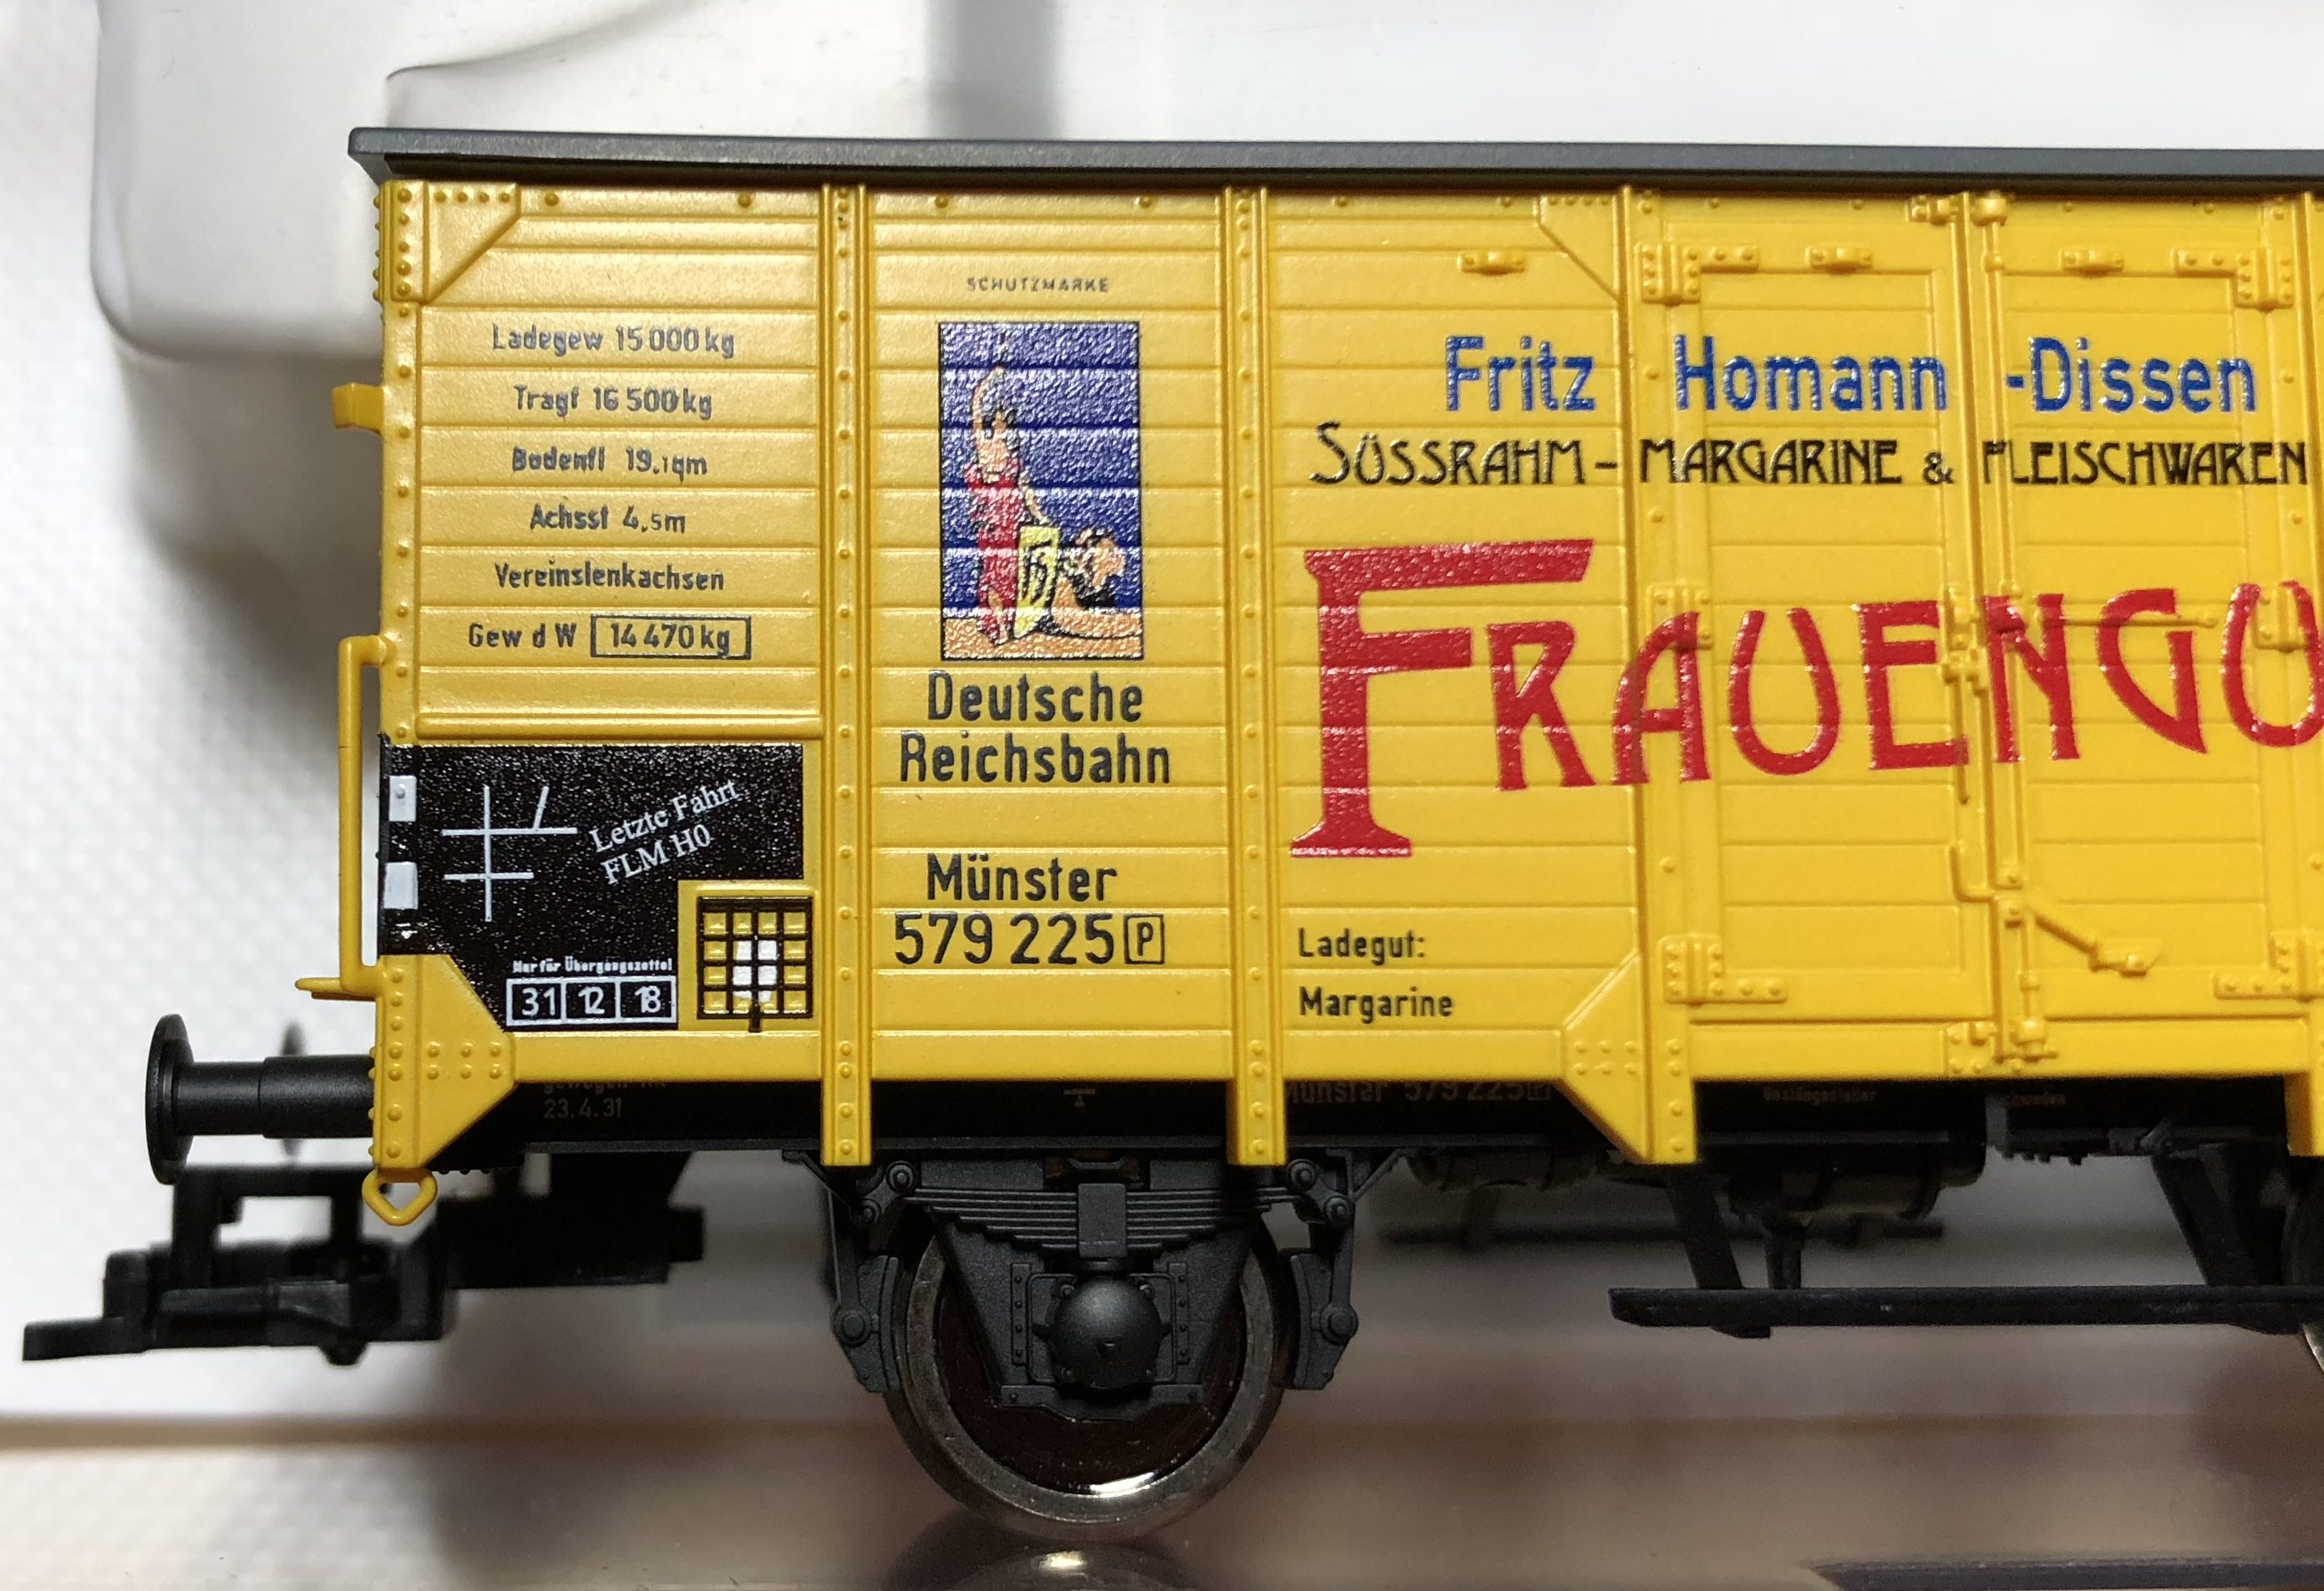 Ladegew 15 000 kg
Tragf 16 500 kg
Bodenfl 19.1qm
Achsst 4.5m
Vereinslenkachsen
Gew d W 14 470 kg
Letzte Fahrt
FLM H0
Nur für Übergangszettel
31 12 18
SCHUTZMARKE
Deutsche
Reichsbahn
Münster
579 225 P
Fritz Homann -Dissen
SÜSSRAHM - MARGARINE & FLEISCHWAREN
FRAUENGU
Ladegut:
Margarine
23.4.31
Münster 579 225 P